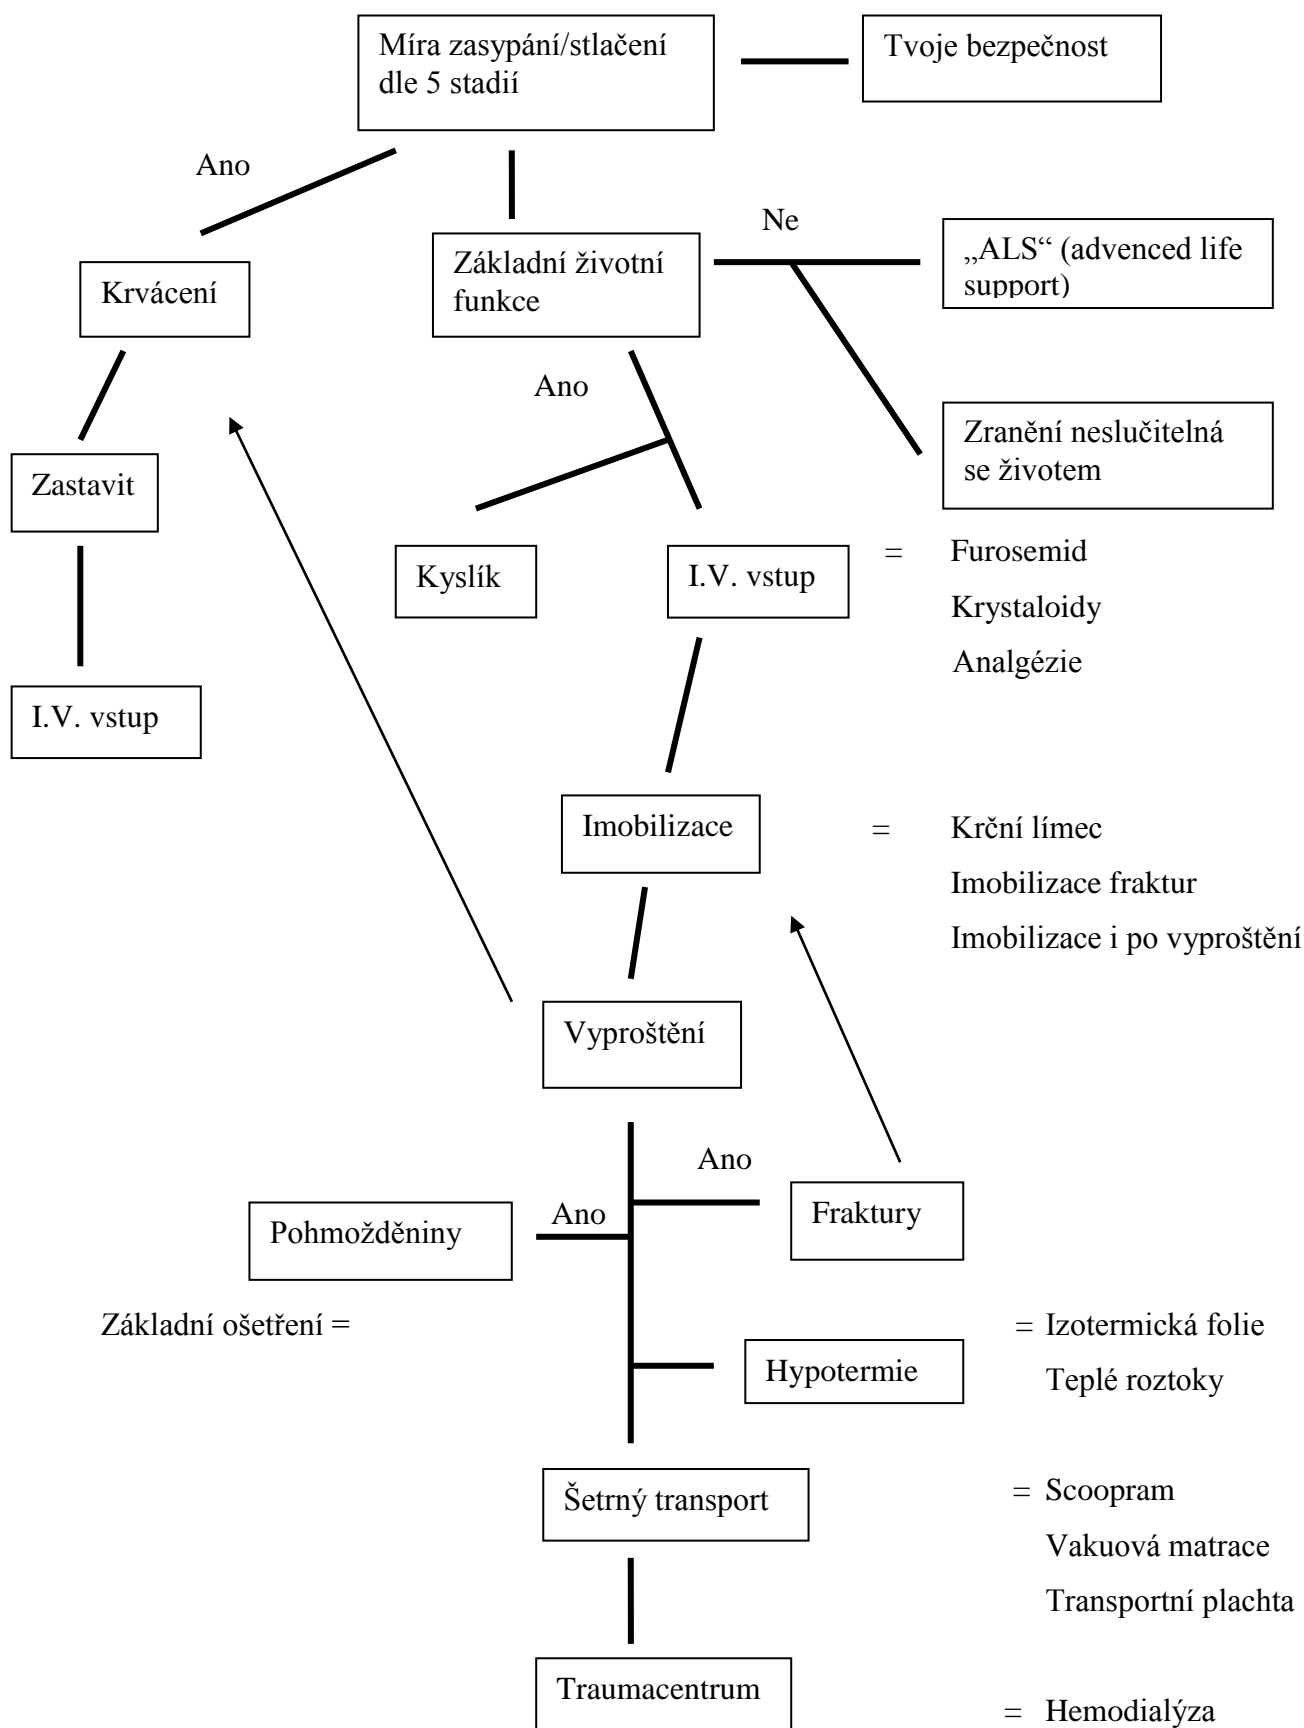 Míra zasypání/stlačení
dle 5 stadií
Tvoje bezpečnost
Ano
Ne
Krvácení
Základní životní
funkce
„ALS“ (advenced life
support)
Ano
Zastavit
Zranění neslučitelná
se životem
Kyslík
I.V. vstup
= Furosemid
Krystaloidy
Analgézie
I.V. vstup
Imobilizace
= Krční límec
Imobilizace fraktur
Imobilizace i po vyproštění
Vyproštění
Ano
Ano
Pohmožděniny
Fraktury
Základní ošetření =
Hypotermie
= Izotermická folie
Teplé roztoky
Šetrný transport
= Scoopram
Vakuová matrace
Transportní plachta
Traumacentrum
= Hemodialýza